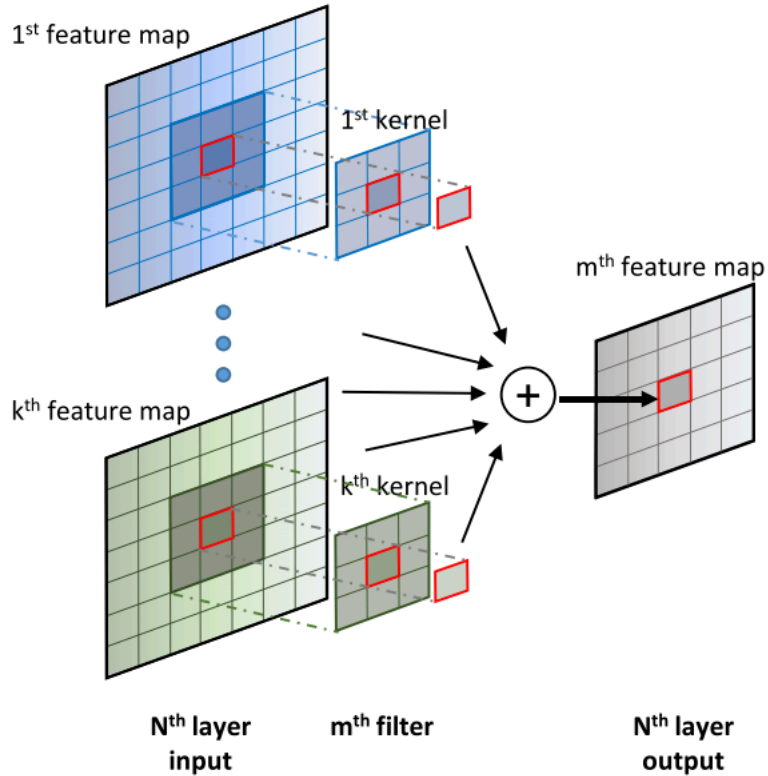 1st feature map
1st kernel
mth feature map
kth feature map
kth kernel
+
Nth layer
input
mth filter
Nth layer
output